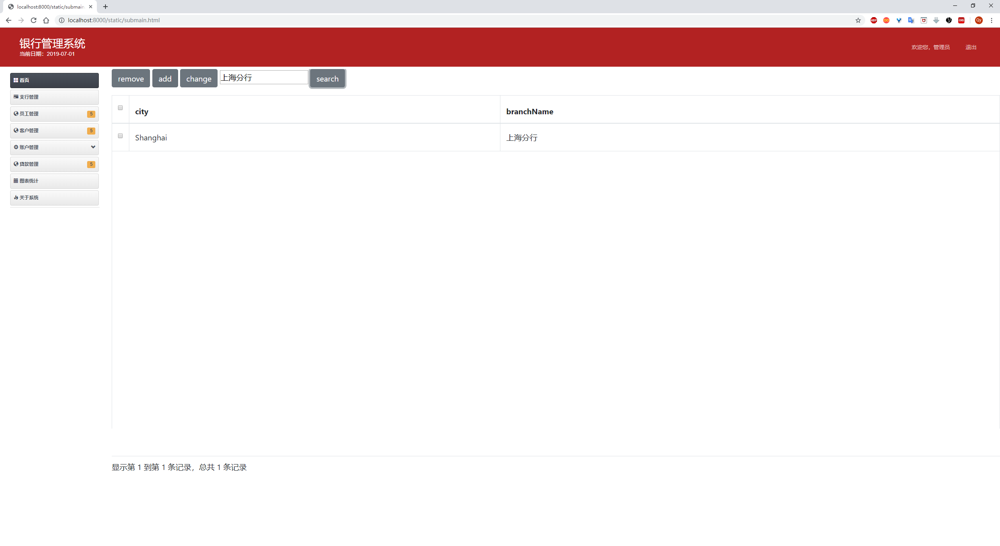 localhost:8000/static/submain
localhost:8000/static/submain.html
ABP
CORS
Qy
银行管理系统
当前日期：2019-07-01
欢迎您，管理员 退出
首页
支行管理
员工管理 5
客户管理 5
账户管理
贷款管理 5
图表统计
关于系统
remove add change 上海分行 search
city branchName
Shanghai 上海分行
显示第 1 到第 1 条记录，总共 1 条记录